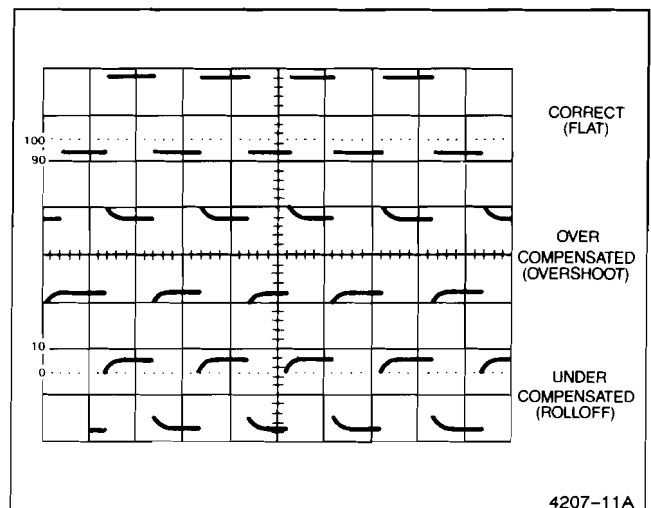 CORRECT
(FLAT)
100
90
OVER
COMPENSATED
(OVERSHOOT)
10
0
UNDER
COMPENSATED
(ROLLOFF)
4207-11A